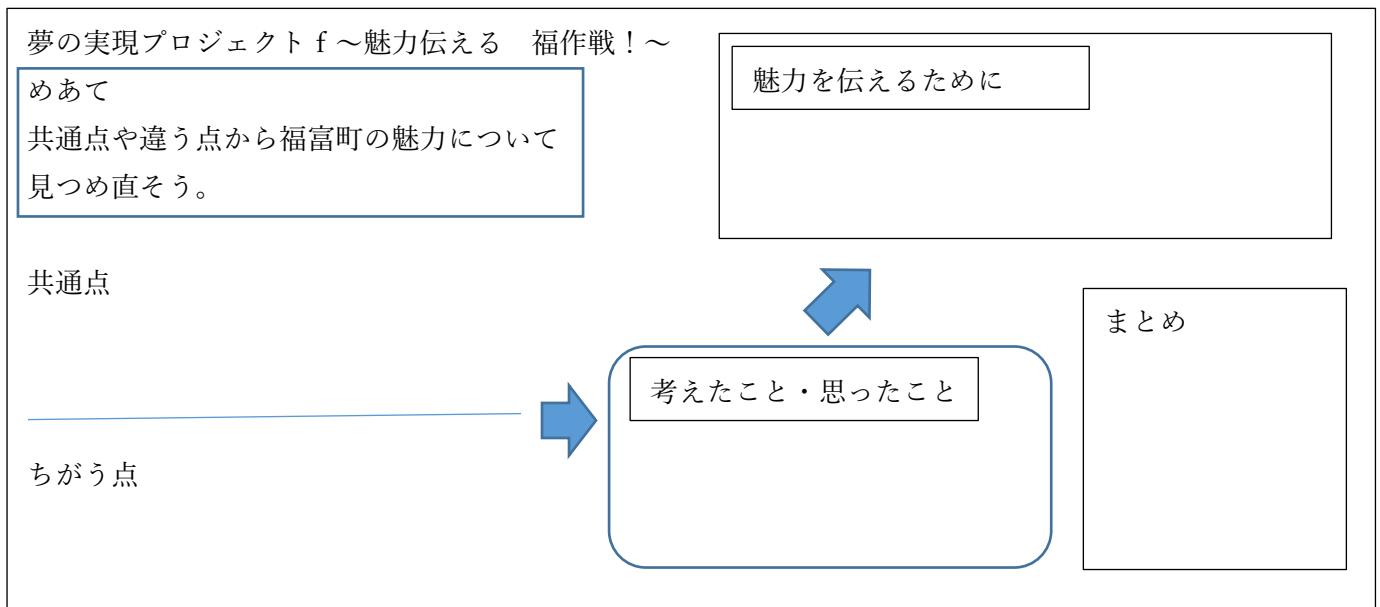 夢の実現プロジェクトｆ～魅力伝える　福作戦！～
めあて
共通点や違う点から福富町の魅力について
見つめ直そう。
共通点
ちがう点
考えたこと・思ったこと
魅力を伝えるために
まとめ